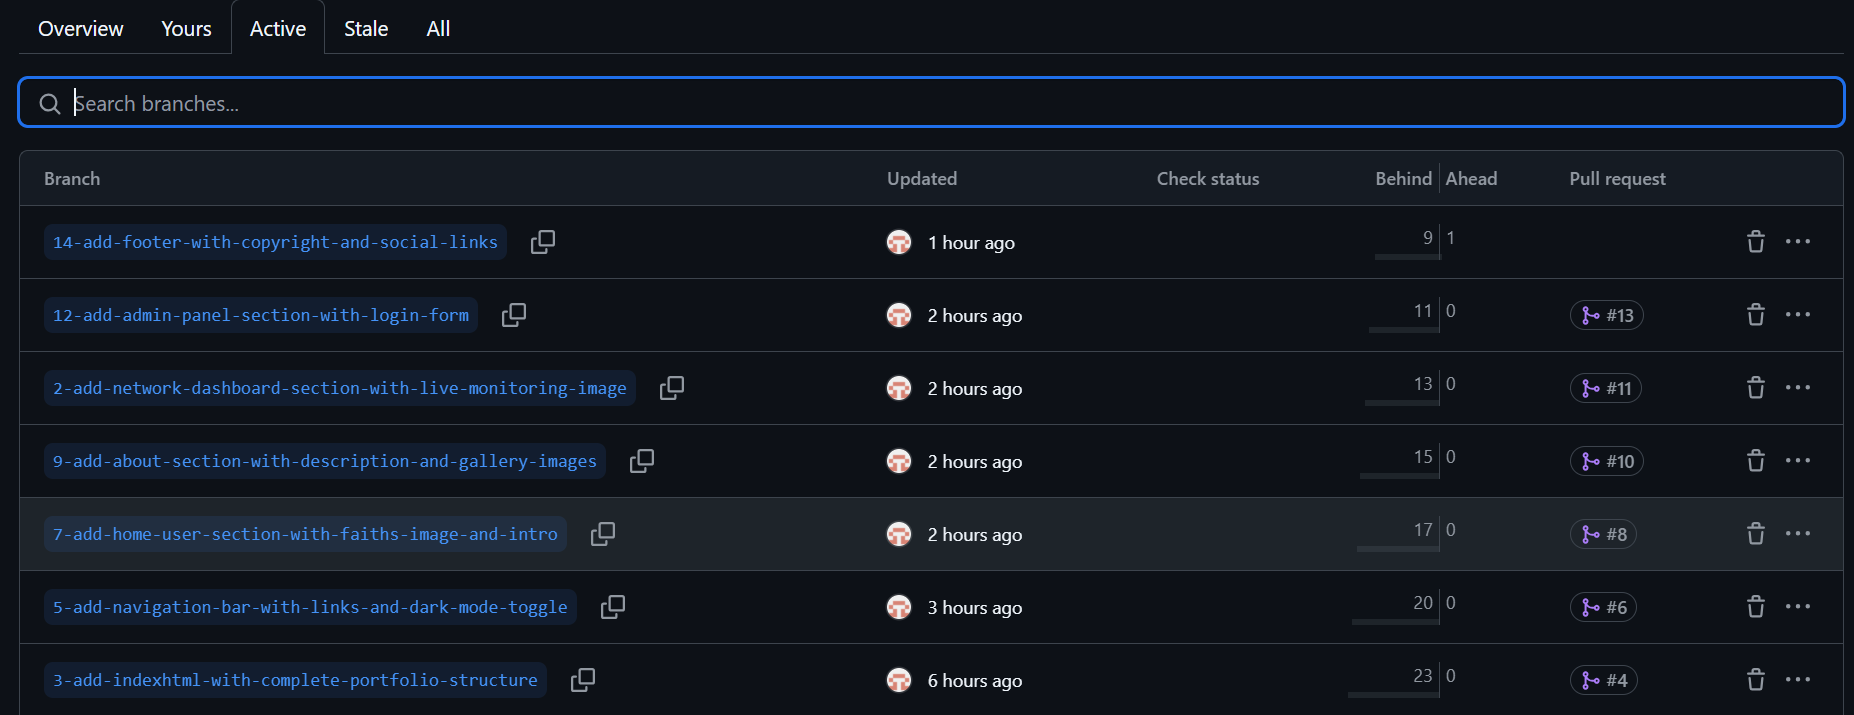 Overview Yours Active Stale All
Search branches...
Branch Updated Check status Behind Ahead Pull request
14-add-footer-with-copyright-and-social-links 1 hour ago 9 1
12-add-admin-panel-section-with-login-form 2 hours ago 11 0 #13
2-add-network-dashboard-section-with-live-monitoring-image 2 hours ago 13 0 #11
9-add-about-section-with-description-and-gallery-images 2 hours ago 15 0 #10
7-add-home-user-section-with-faiths-image-and-intro 2 hours ago 17 0 #8
5-add-navigation-bar-with-links-and-dark-mode-toggle 3 hours ago 20 0 #6
3-add-indexhtml-with-complete-portfolio-structure 6 hours ago 23 0 #4